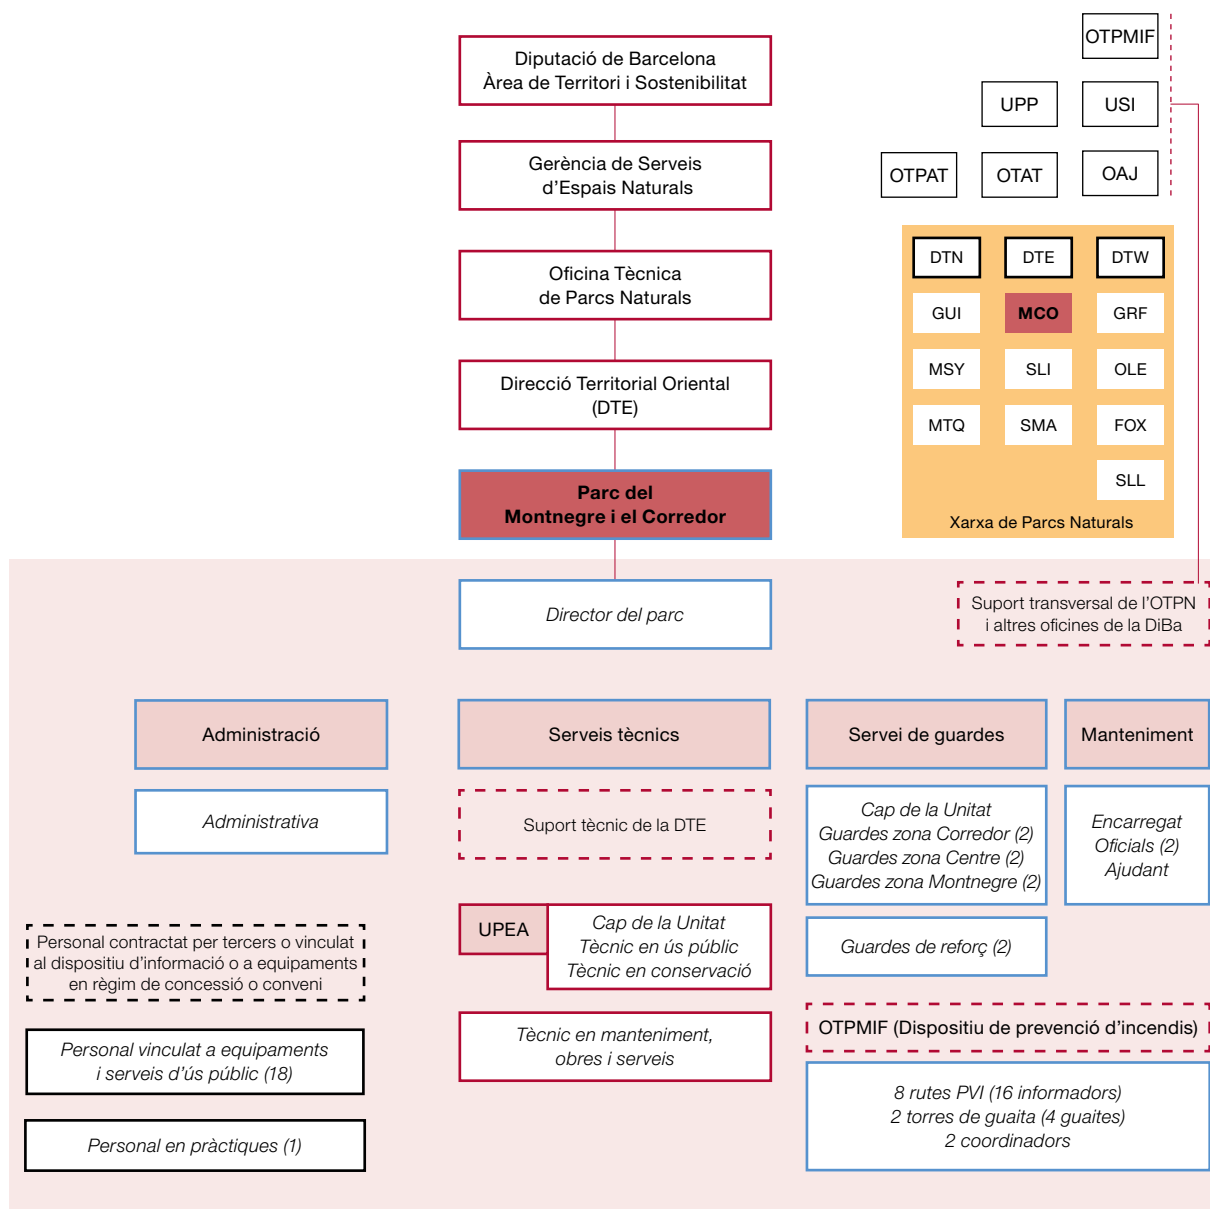 Diputació de Barcelona
Àrea de Territori i Sostenibilitat
Gerència de Serveis
d’Espais Naturals
Oficina Tècnica
de Parcs Naturals
Direcció Territorial Oriental
(DTE)
Parc del
Montnegre i el Corredor
Director del parc
OTPMIF
UPP
USI
OTPAT
OTAT
OAJ
DTN
DTE
DTW
GUI
MCO
GRF
MSY
SLI
OLE
MTQ
SMA
FOX
SLL
Xarxa de Parcs Naturals
Suport transversal de l’OTPN
i altres oficines de la DiBa
Administració
Administrativa
Personal contractat per tercers o vinculat
al dispositiu d’informació o a equipaments
en règim de concessió o conveni
Personal vinculat a equipaments
i serveis d’ús públic (18)
Personal en pràctiques (1)
Serveis tècnics
Suport tècnic de la DTE
UPEA
Cap de la Unitat
Tècnic en ús públic
Tècnic en conservació
Tècnic en manteniment,
obres i serveis
Servei de guardes
Cap de la Unitat
Guardes zona Corredor (2)
Guardes zona Centre (2)
Guardes zona Montnegre (2)
Guardes de reforç (2)
Manteniment
Encarregat
Oficials (2)
Ajudant
OTPMIF (Dispositiu de prevenció d’incendis)
8 rutes PVI (16 informadors)
2 torres de guaita (4 guaites)
2 coordinadors